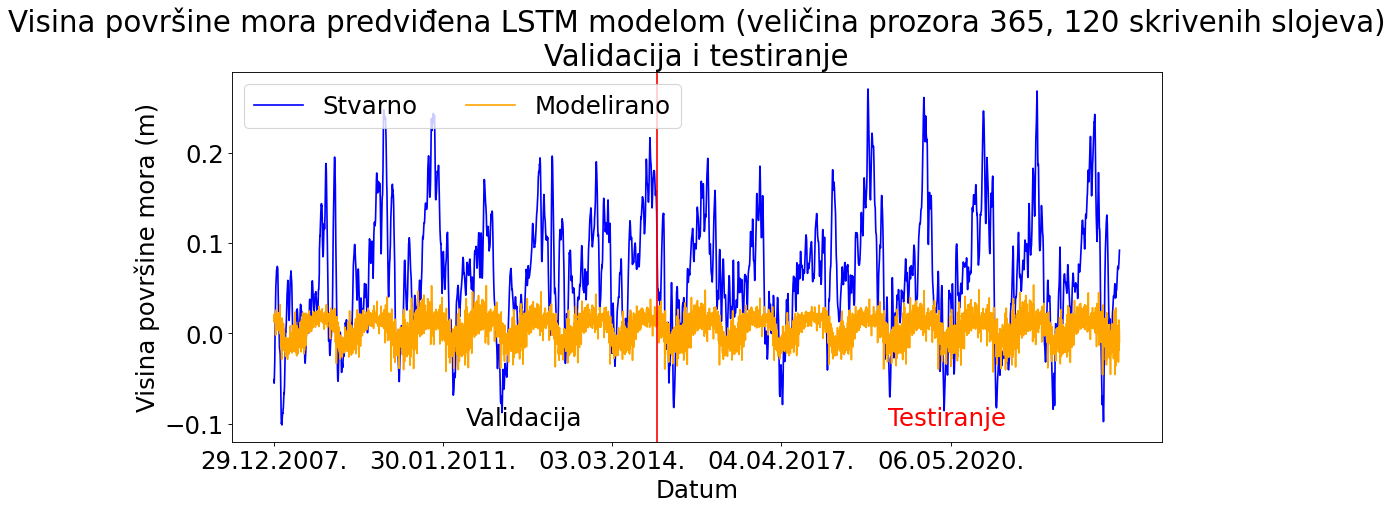 Visina površine mora predviđena LSTM modelom (veličina prozora 365, 120 skrivenih slojeva)
Validacija i testiranje
Stvarno
Modelirano
Visina površine mora (m)
0.2
0.1
0.0
−0.1
Validacija
Testiranje
29.12.2007.
30.01.2011.
03.03.2014.
04.04.2017.
06.05.2020.
Datum